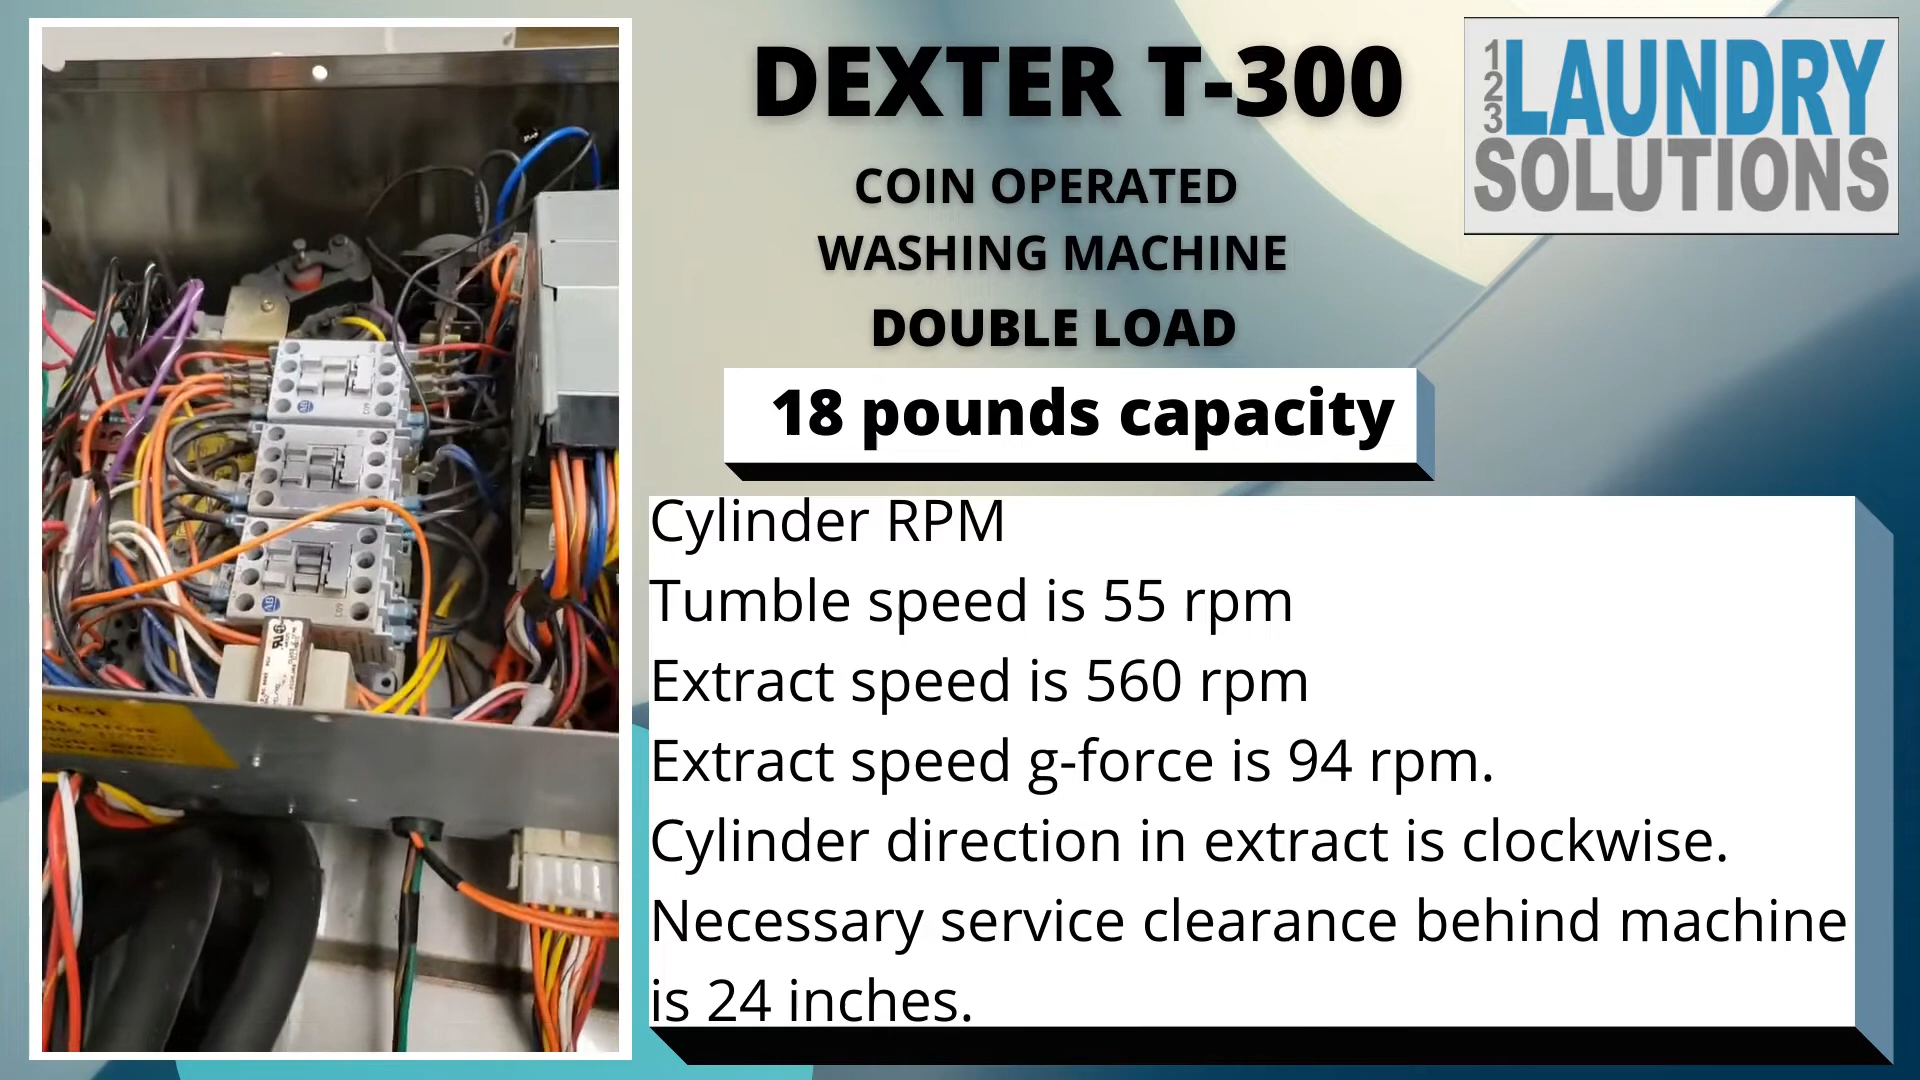 DEXTER T-300
1
2
3
LAUNDRY
SOLUTIONS
COIN OPERATED
WASHING MACHINE
DOUBLE LOAD
18 pounds capacity
Cylinder RPM
Tumble speed is 55 rpm
Extract speed is 560 rpm
Extract speed g-force is 94 rpm.
Cylinder direction in extract is clockwise.
Necessary service clearance behind machine
is 24 inches.